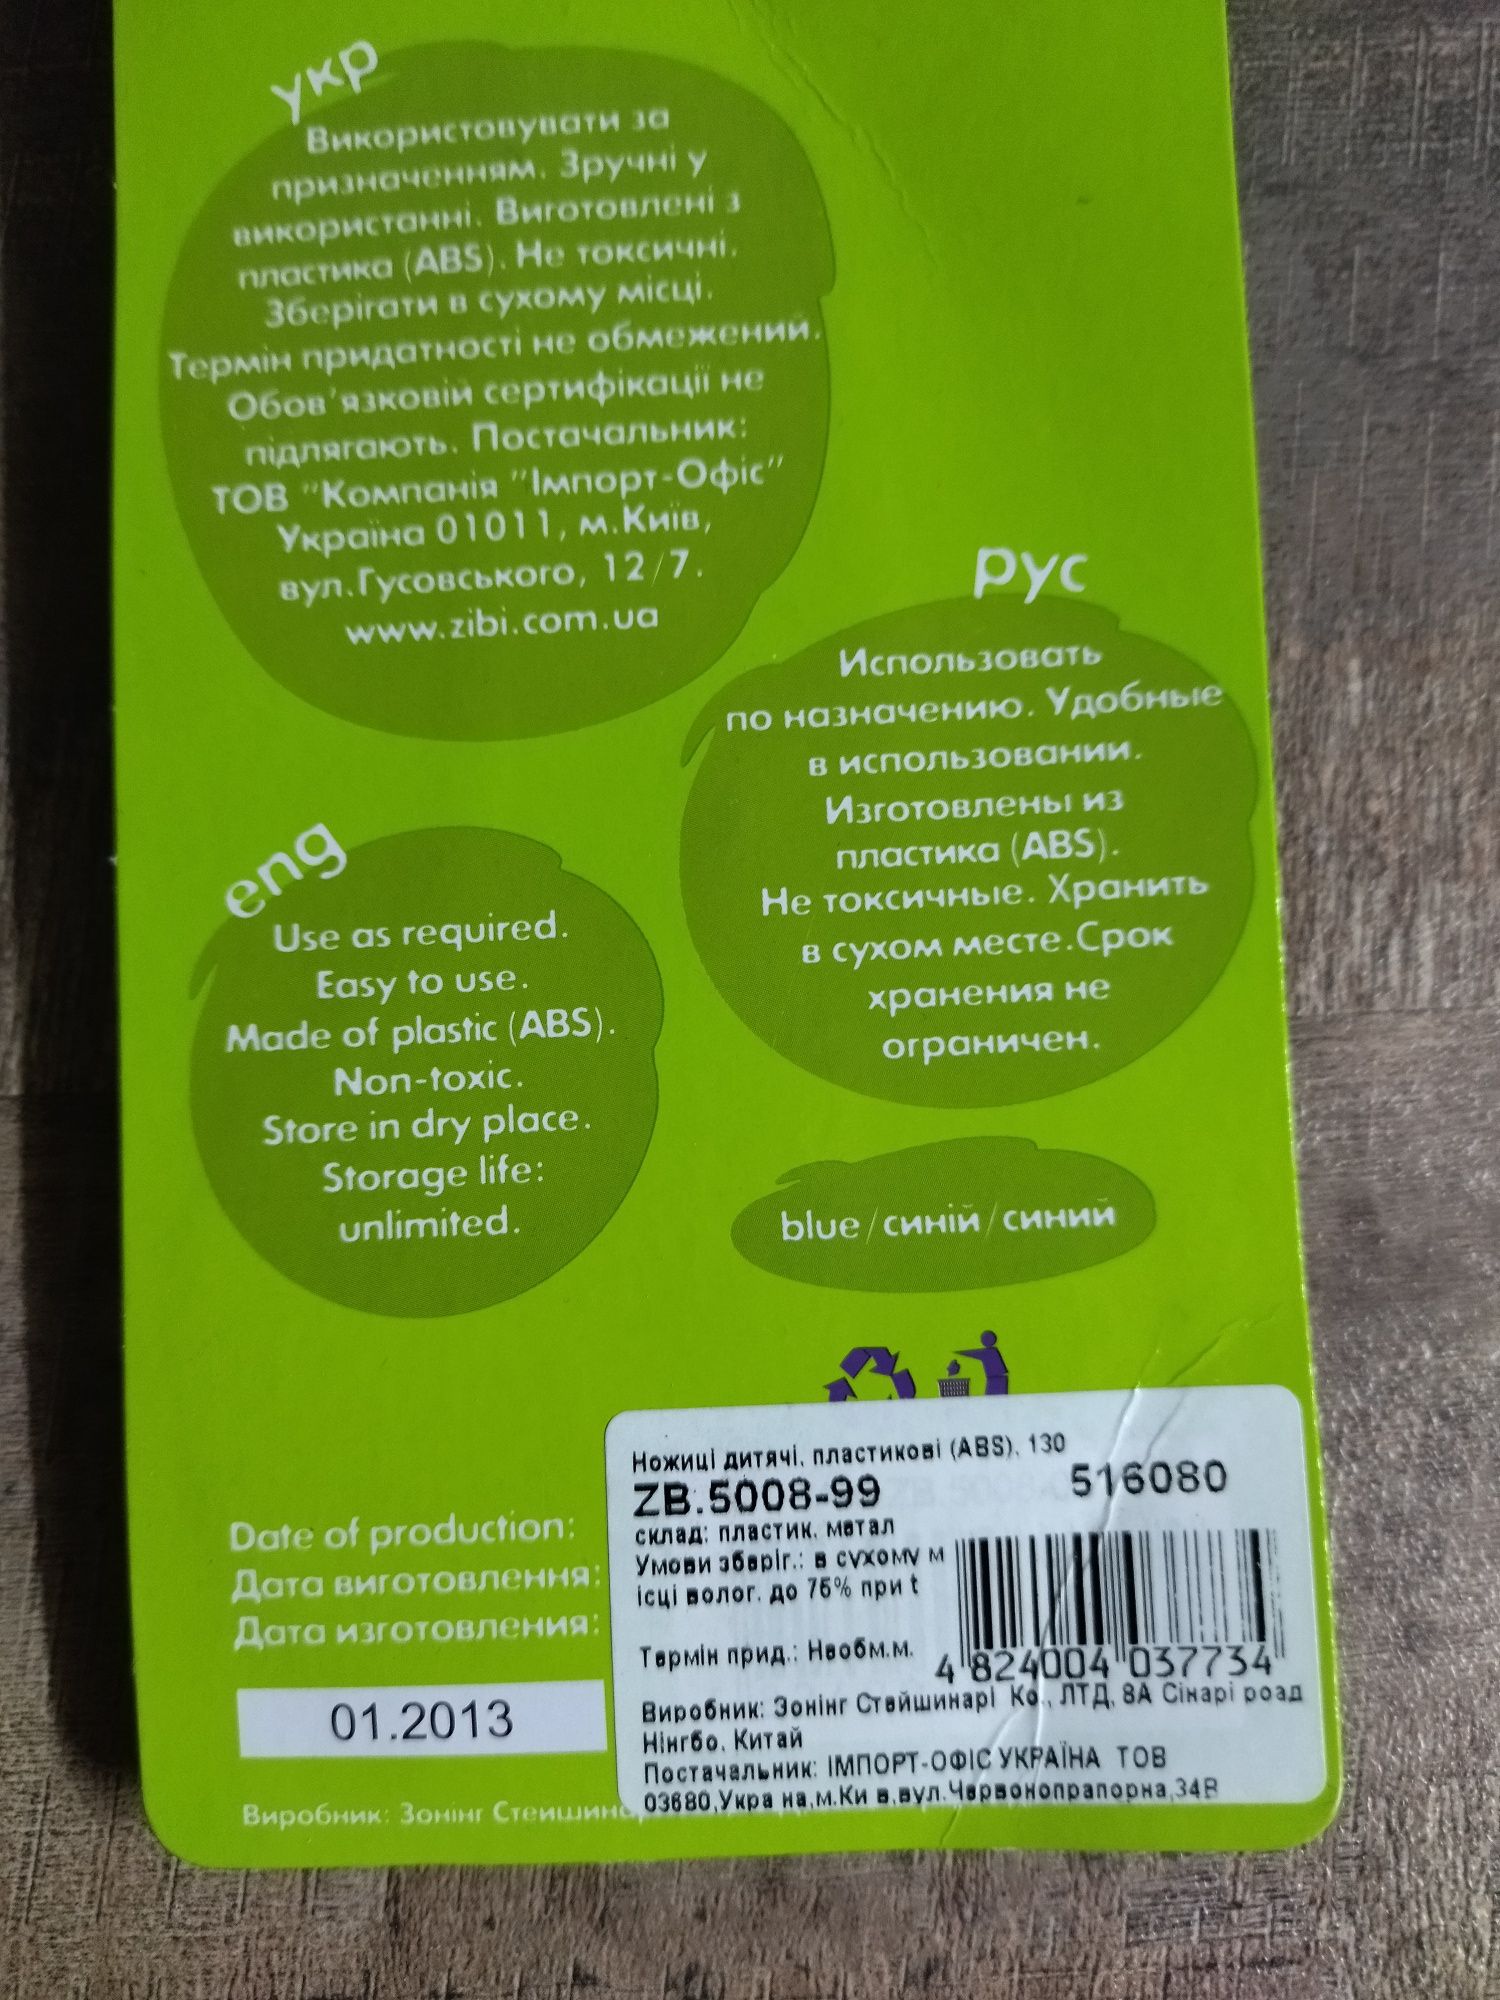 укр
Використовувати за
призначенням. Зручні у
використанні. Виготовлені з
пластика (ABS). Не токсичні.
Зберігати в сухому місці.
Термін придатності не обмежений.
Обов'язковій сертифікації не
підлягають. Постачальник:
ТОВ "Компанія "Імпорт-Офіс"
Україна 01011, м.Київ,
вул.Гусовського, 12/7.
www.zibi.com.ua
рус
Использовать
по назначению. Удобные
в использовании.
Изготовлены из
пластика (ABS).
Не токсичные. Хранить
в сухом месте.Срок
хранения не
ограничен.
eng
Use as required.
Easy to use.
Made of plastic (ABS).
Non-toxic.
Store in dry place.
Storage life:
unlimited.
blue/синій/синий
Date of production:
Дата виготовлення:
Дата изготовления:
01.2013
Виробник: Зонінг
Ножиці дитячі, пластикові (ABS), 130
ZB.5008-99 516080
склад: пластик, метал
Умови зберіг.: в сухому м
ісці волог. до 75% при t
Термін прид.: Необм.м.
4 824004 037734
Виробник: Зонінг Стейшинарі Ко., ЛТД, 8А Сінарі роад
Нінгбо, Китай
Постачальник: ІМПОРТ-ОФІС УКРАЇНА ТОВ
03680,Укра на,м.Ки в,вул.Червонопрапорна,34В